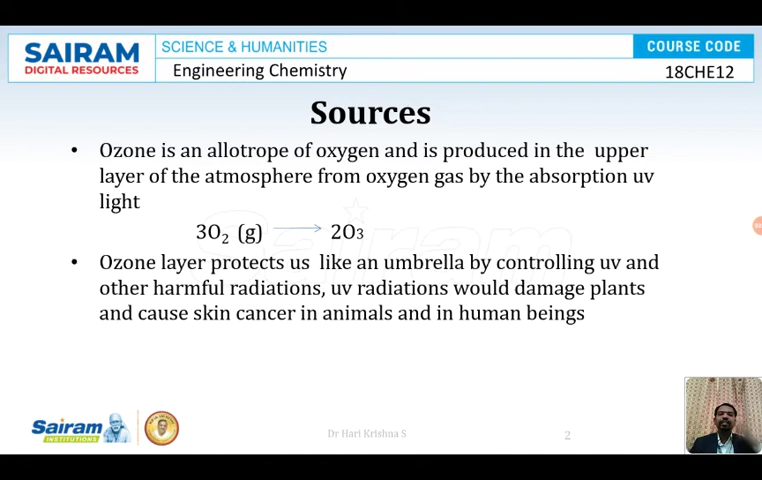 SAIRAM
DIGITAL RESOURCES
SCIENCE & HUMANITIES
Engineering Chemistry
COURSE CODE
18CHE12
Sources
• Ozone is an allotrope of oxygen and is produced in the upper
layer of the atmosphere from oxygen gas by the absorption uv
light
3O₂ (g) → 2O₃
• Ozone layer protects us like an umbrella by controlling uv and
other harmful radiations, uv radiations would damage plants
and cause skin cancer in animals and in human beings
Sairam
Sairam
INSTITUTIONS
Dr Hari Krishna S
2